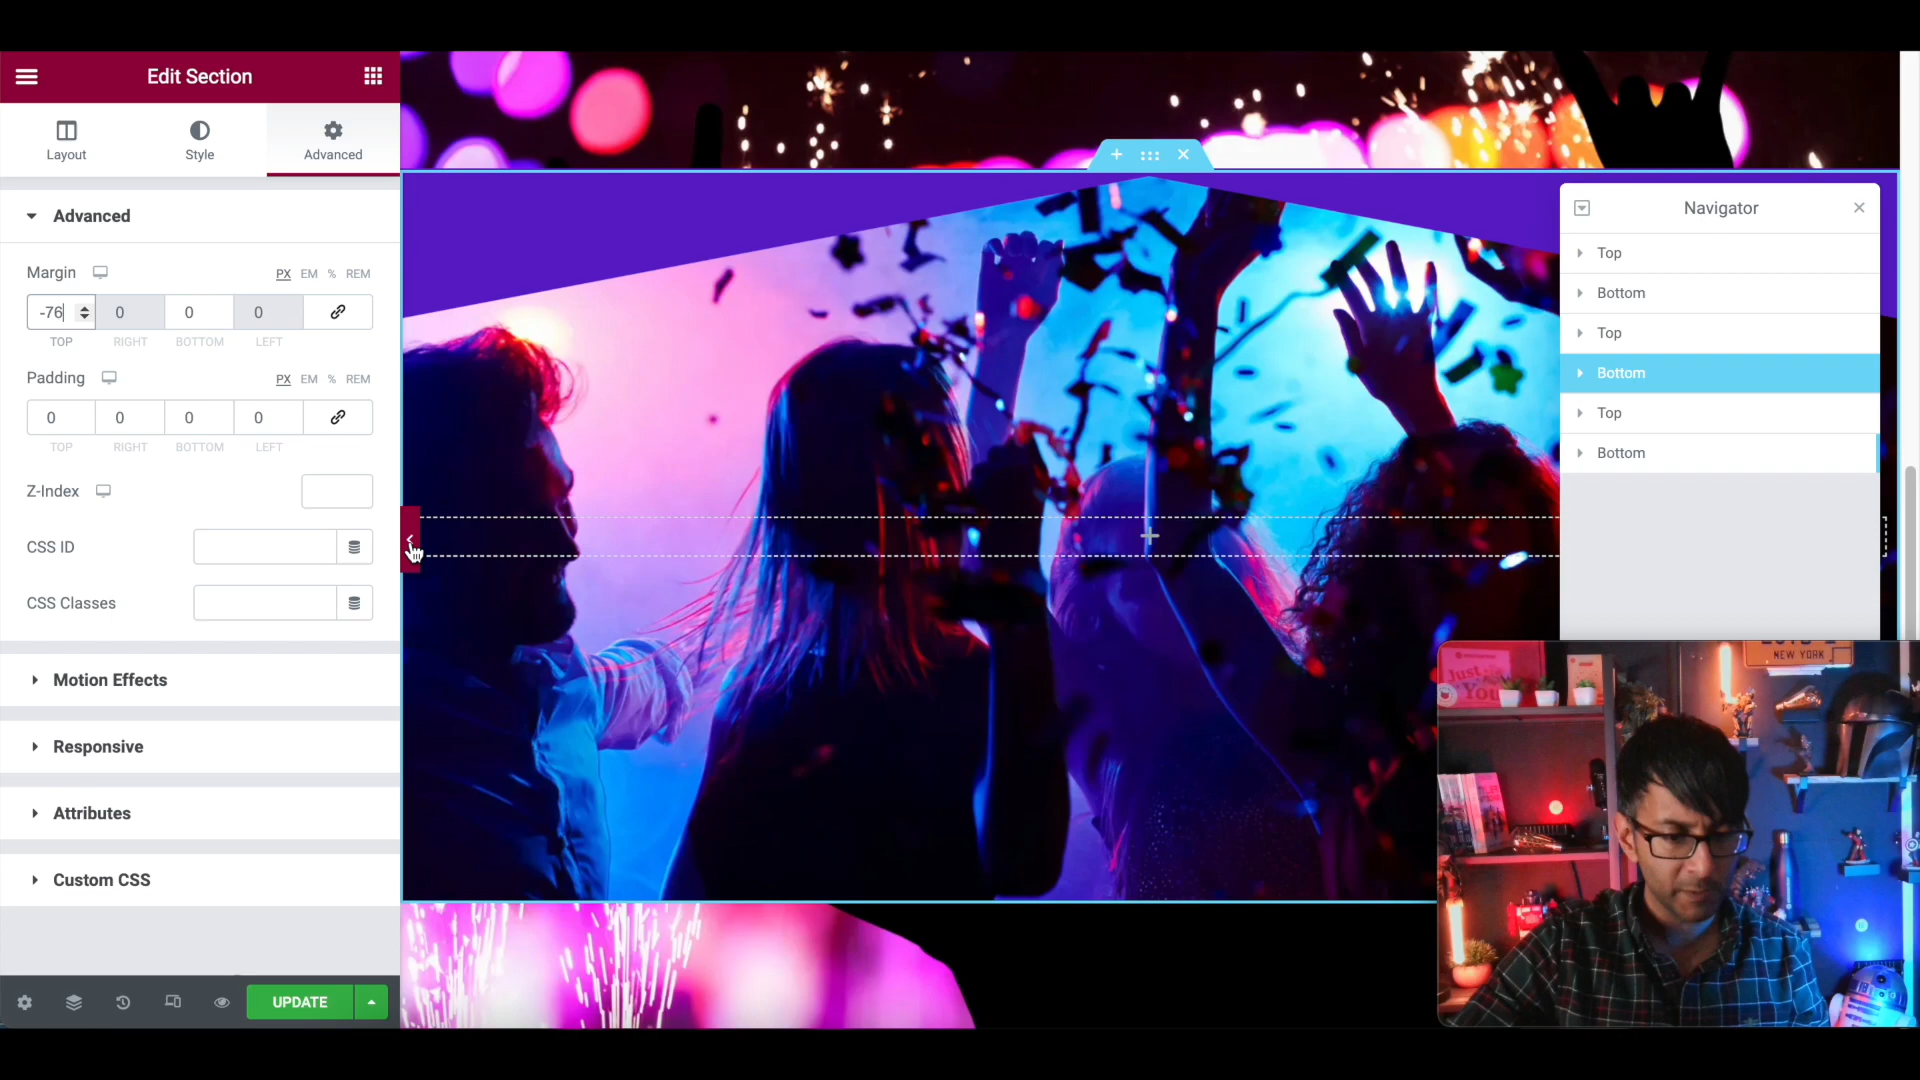 Edit Section
Layout
Style
Advanced
Advanced
Margin
PX EM % REM
-76 0 0 0
TOP RIGHT BOTTOM LEFT
Padding
PX EM % REM
0 0 0 0
TOP RIGHT BOTTOM LEFT
Z-Index
CSS ID
CSS Classes
Motion Effects
Responsive
Attributes
Custom CSS
UPDATE
Navigator
Top
Bottom
Top
Bottom
Top
Bottom
NEW YORK
Just
You